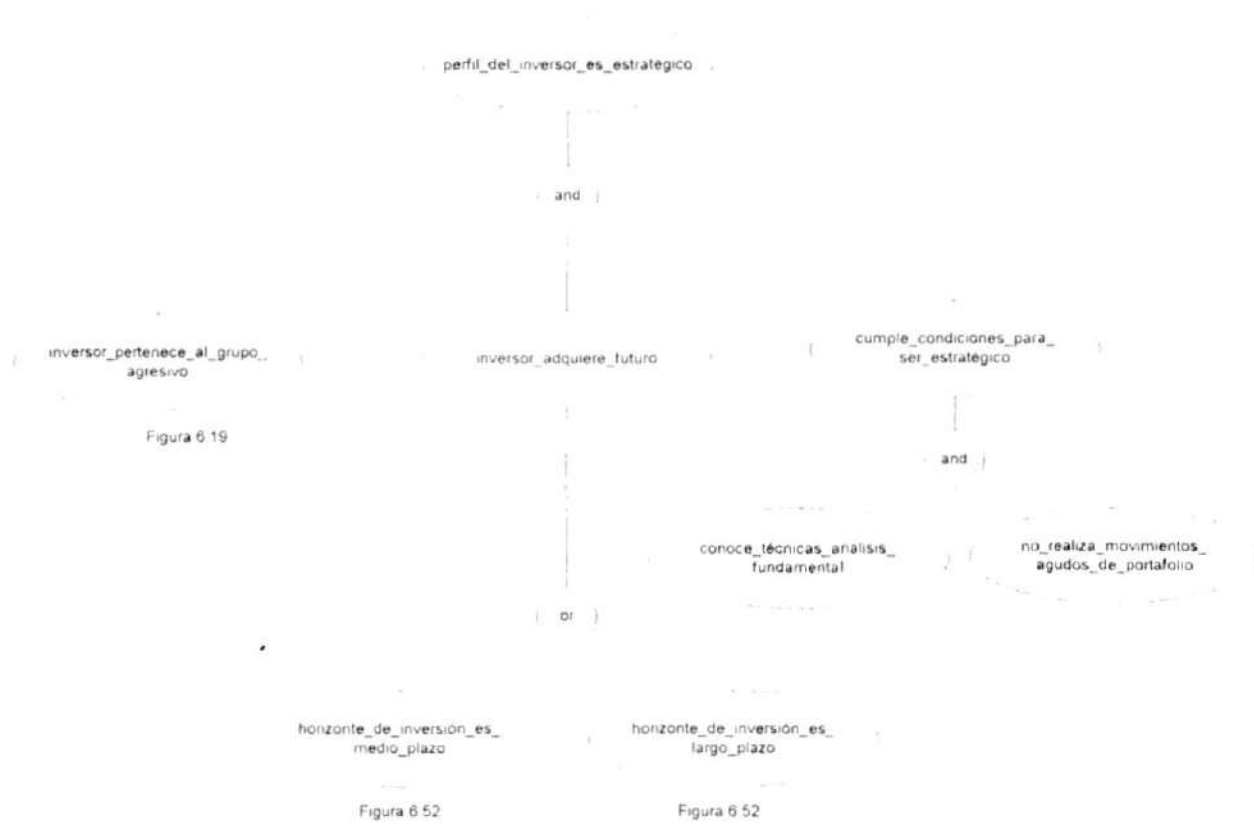 perfil_del_inversor_es_estratégico
and
inversor_pertenece_al_grupo_
agresivo
inversor_adquiere_futuro
cumple_condiciones_para_
ser_estratégico
Figura 6.19
and
conoce_técnicas_análisis_
fundamental
no_realiza_movimientos_
agudos_de_portafolio
or
horizonte_de_inversión_es_
medio_plazo
horizonte_de_inversión_es_
largo_plazo
Figura 6.52
Figura 6.52